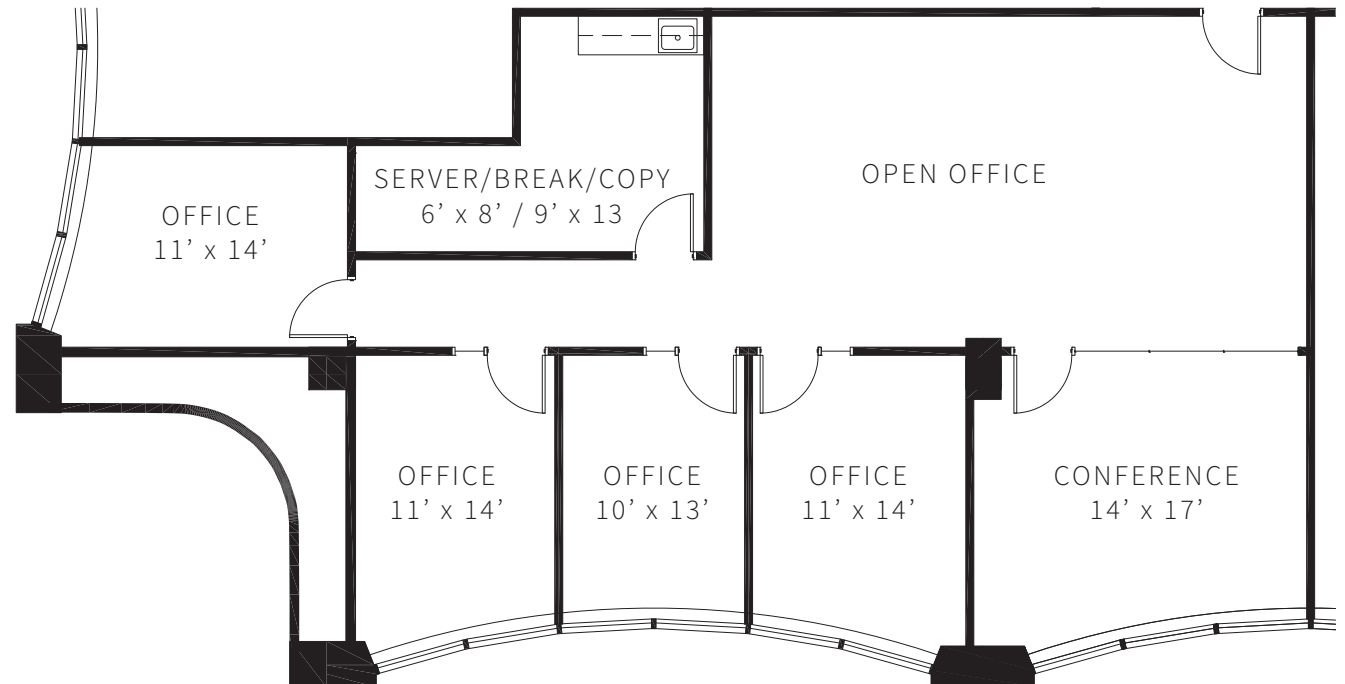 OPEN OFFICE
SERVER/BREAK/COPY
6’ x 8’ / 9’ x 13
OFFICE
11’ x 14’
OFFICE
11’ x 14’
OFFICE
10’ x 13’
OFFICE
11’ x 14’
CONFERENCE
14’ x 17’